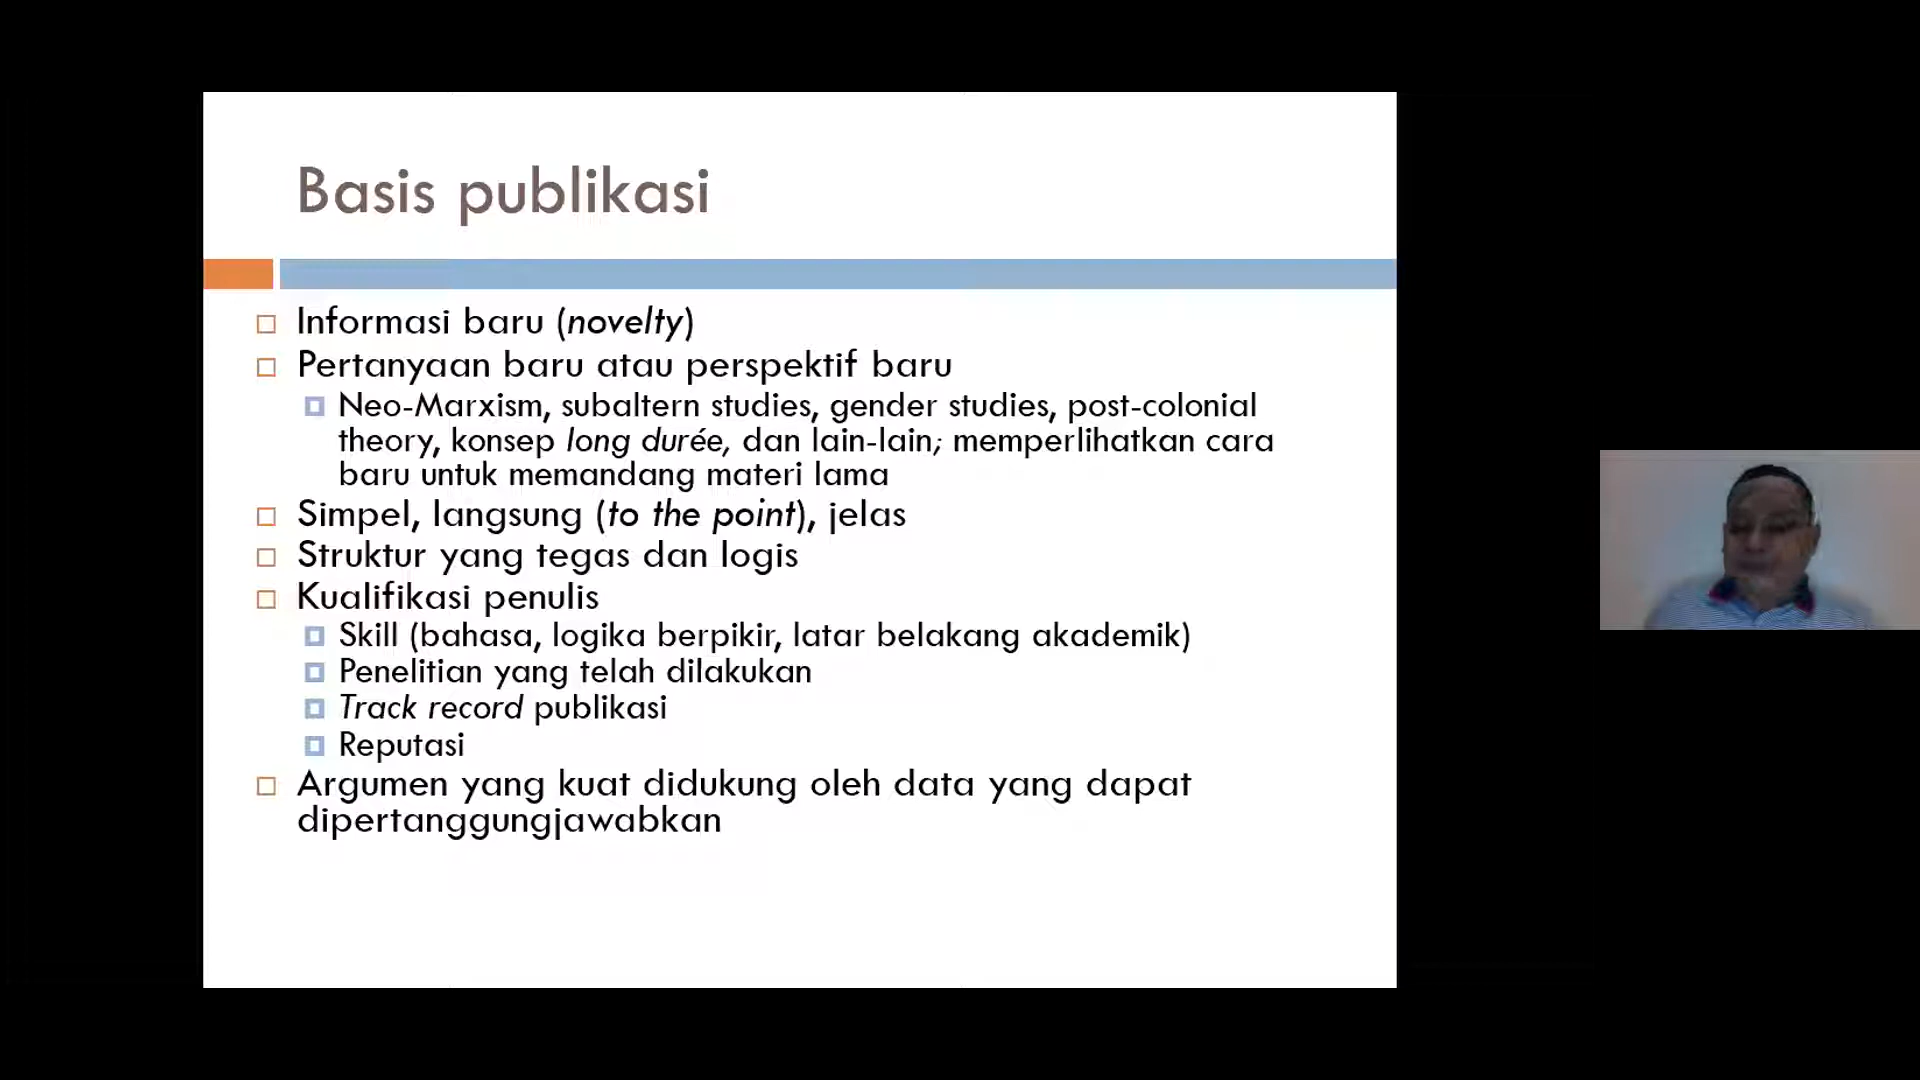 Basis publikasi
Informasi baru (novelty)
Pertanyaan baru atau perspektif baru
Neo-Marxism, subaltern studies, gender studies, post-colonial
theory, konsep long durée, dan lain-lain; memperlihatkan cara
baru untuk memandang materi lama
Simpel, langsung (to the point), jelas
Struktur yang tegas dan logis
Kualifikasi penulis
Skill (bahasa, logika berpikir, latar belakang akademik)
Penelitian yang telah dilakukan
Track record publikasi
Reputasi
Argumen yang kuat didukung oleh data yang dapat
dipertanggungjawabkan